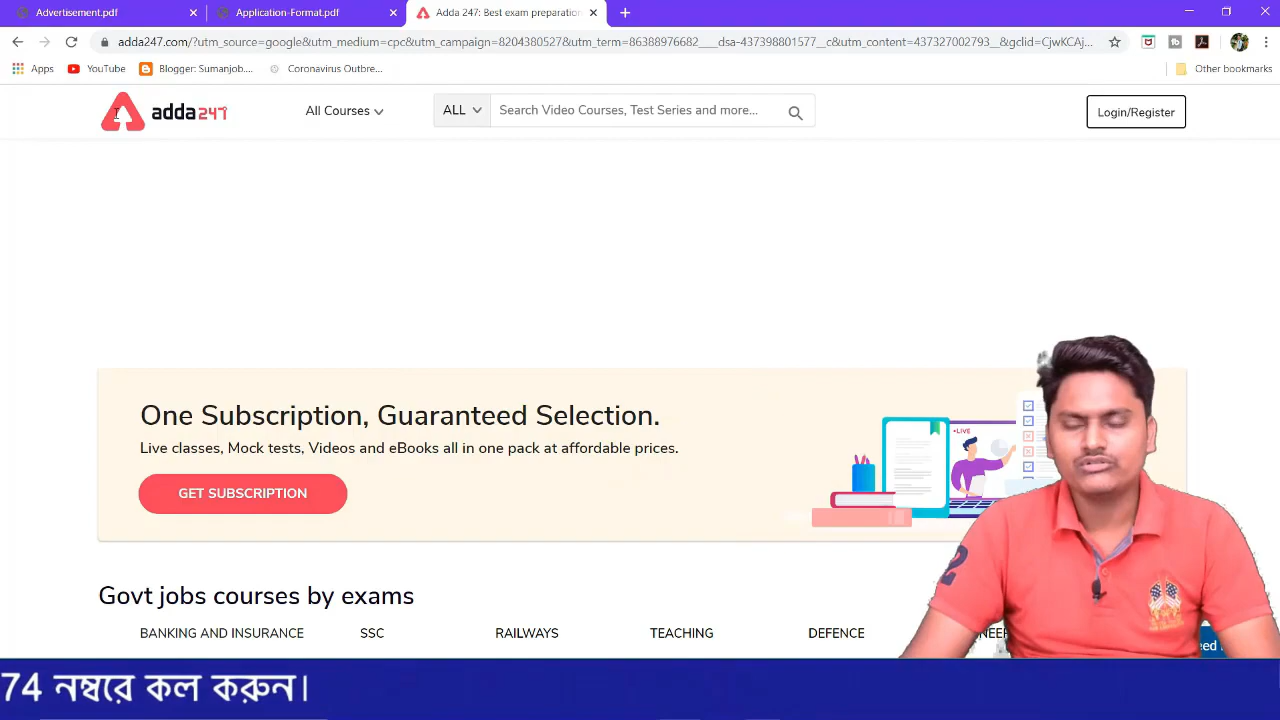 Advertisement.pdf
Application-Format.pdf
Adda 247: Best exam preparation
adda247.com/?utm_source=google&utm_medium=cpc&utm_campaign=8204380527&utm_term=86388976682___dsa-437398801577__c&utm_content=437327002793__&gclid=CjwKCAj...
Apps
YouTube
Blogger: Sumanjob....
Coronavirus Outbre...
Other bookmarks
adda247
All Courses
ALL
Search Video Courses, Test Series and more...
Login/Register
One Subscription, Guaranteed Selection.
Live classes, Mock tests, Videos and eBooks all in one pack at affordable prices.
GET SUBSCRIPTION
LIVE
Govt jobs courses by exams
BANKING AND INSURANCE
SSC
RAILWAYS
TEACHING
DEFENCE
74 নম্বরে কল করুন।